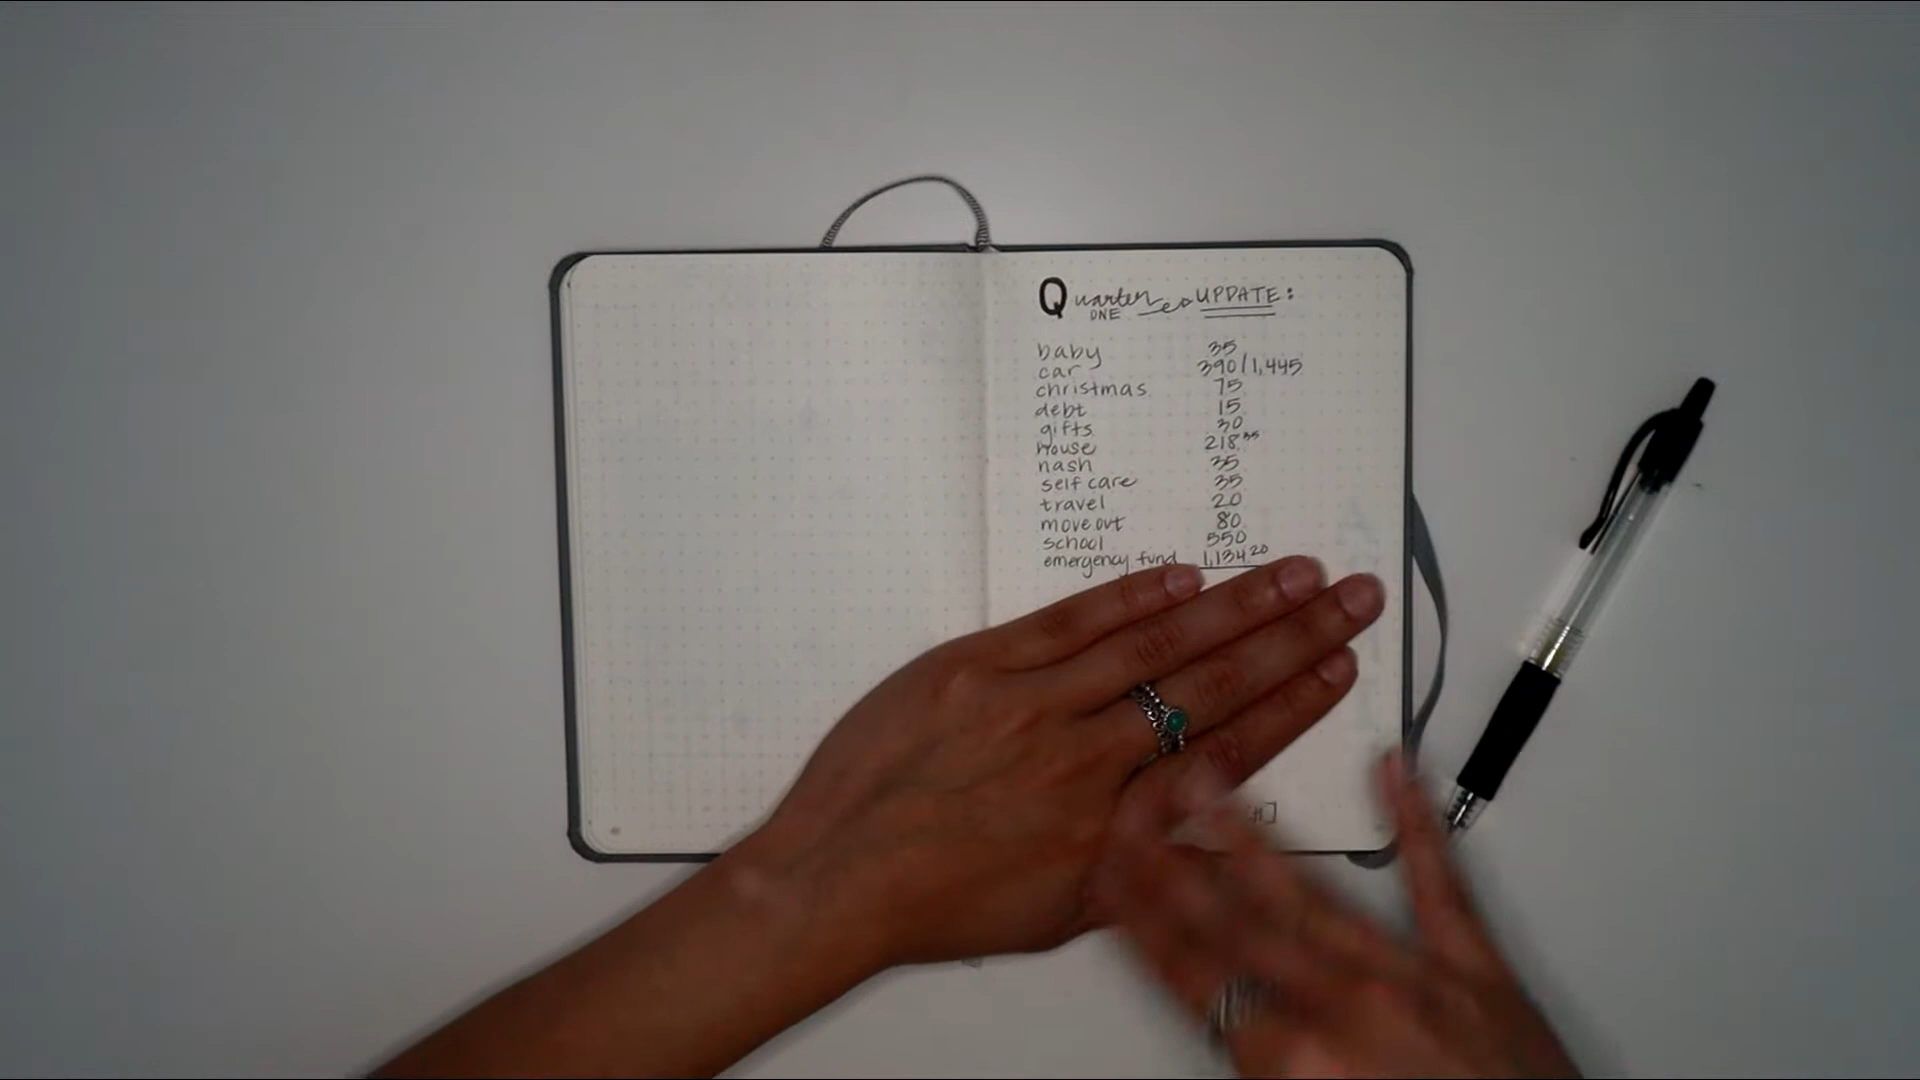 Quarter UPDATE:
ONE
baby 35
car 390/1,445
christmas 75
debt 15
gifts 30
house 218.35
nash 35
self care 35
travel 20
move out 80
school 550
emergency fund 1,134.20